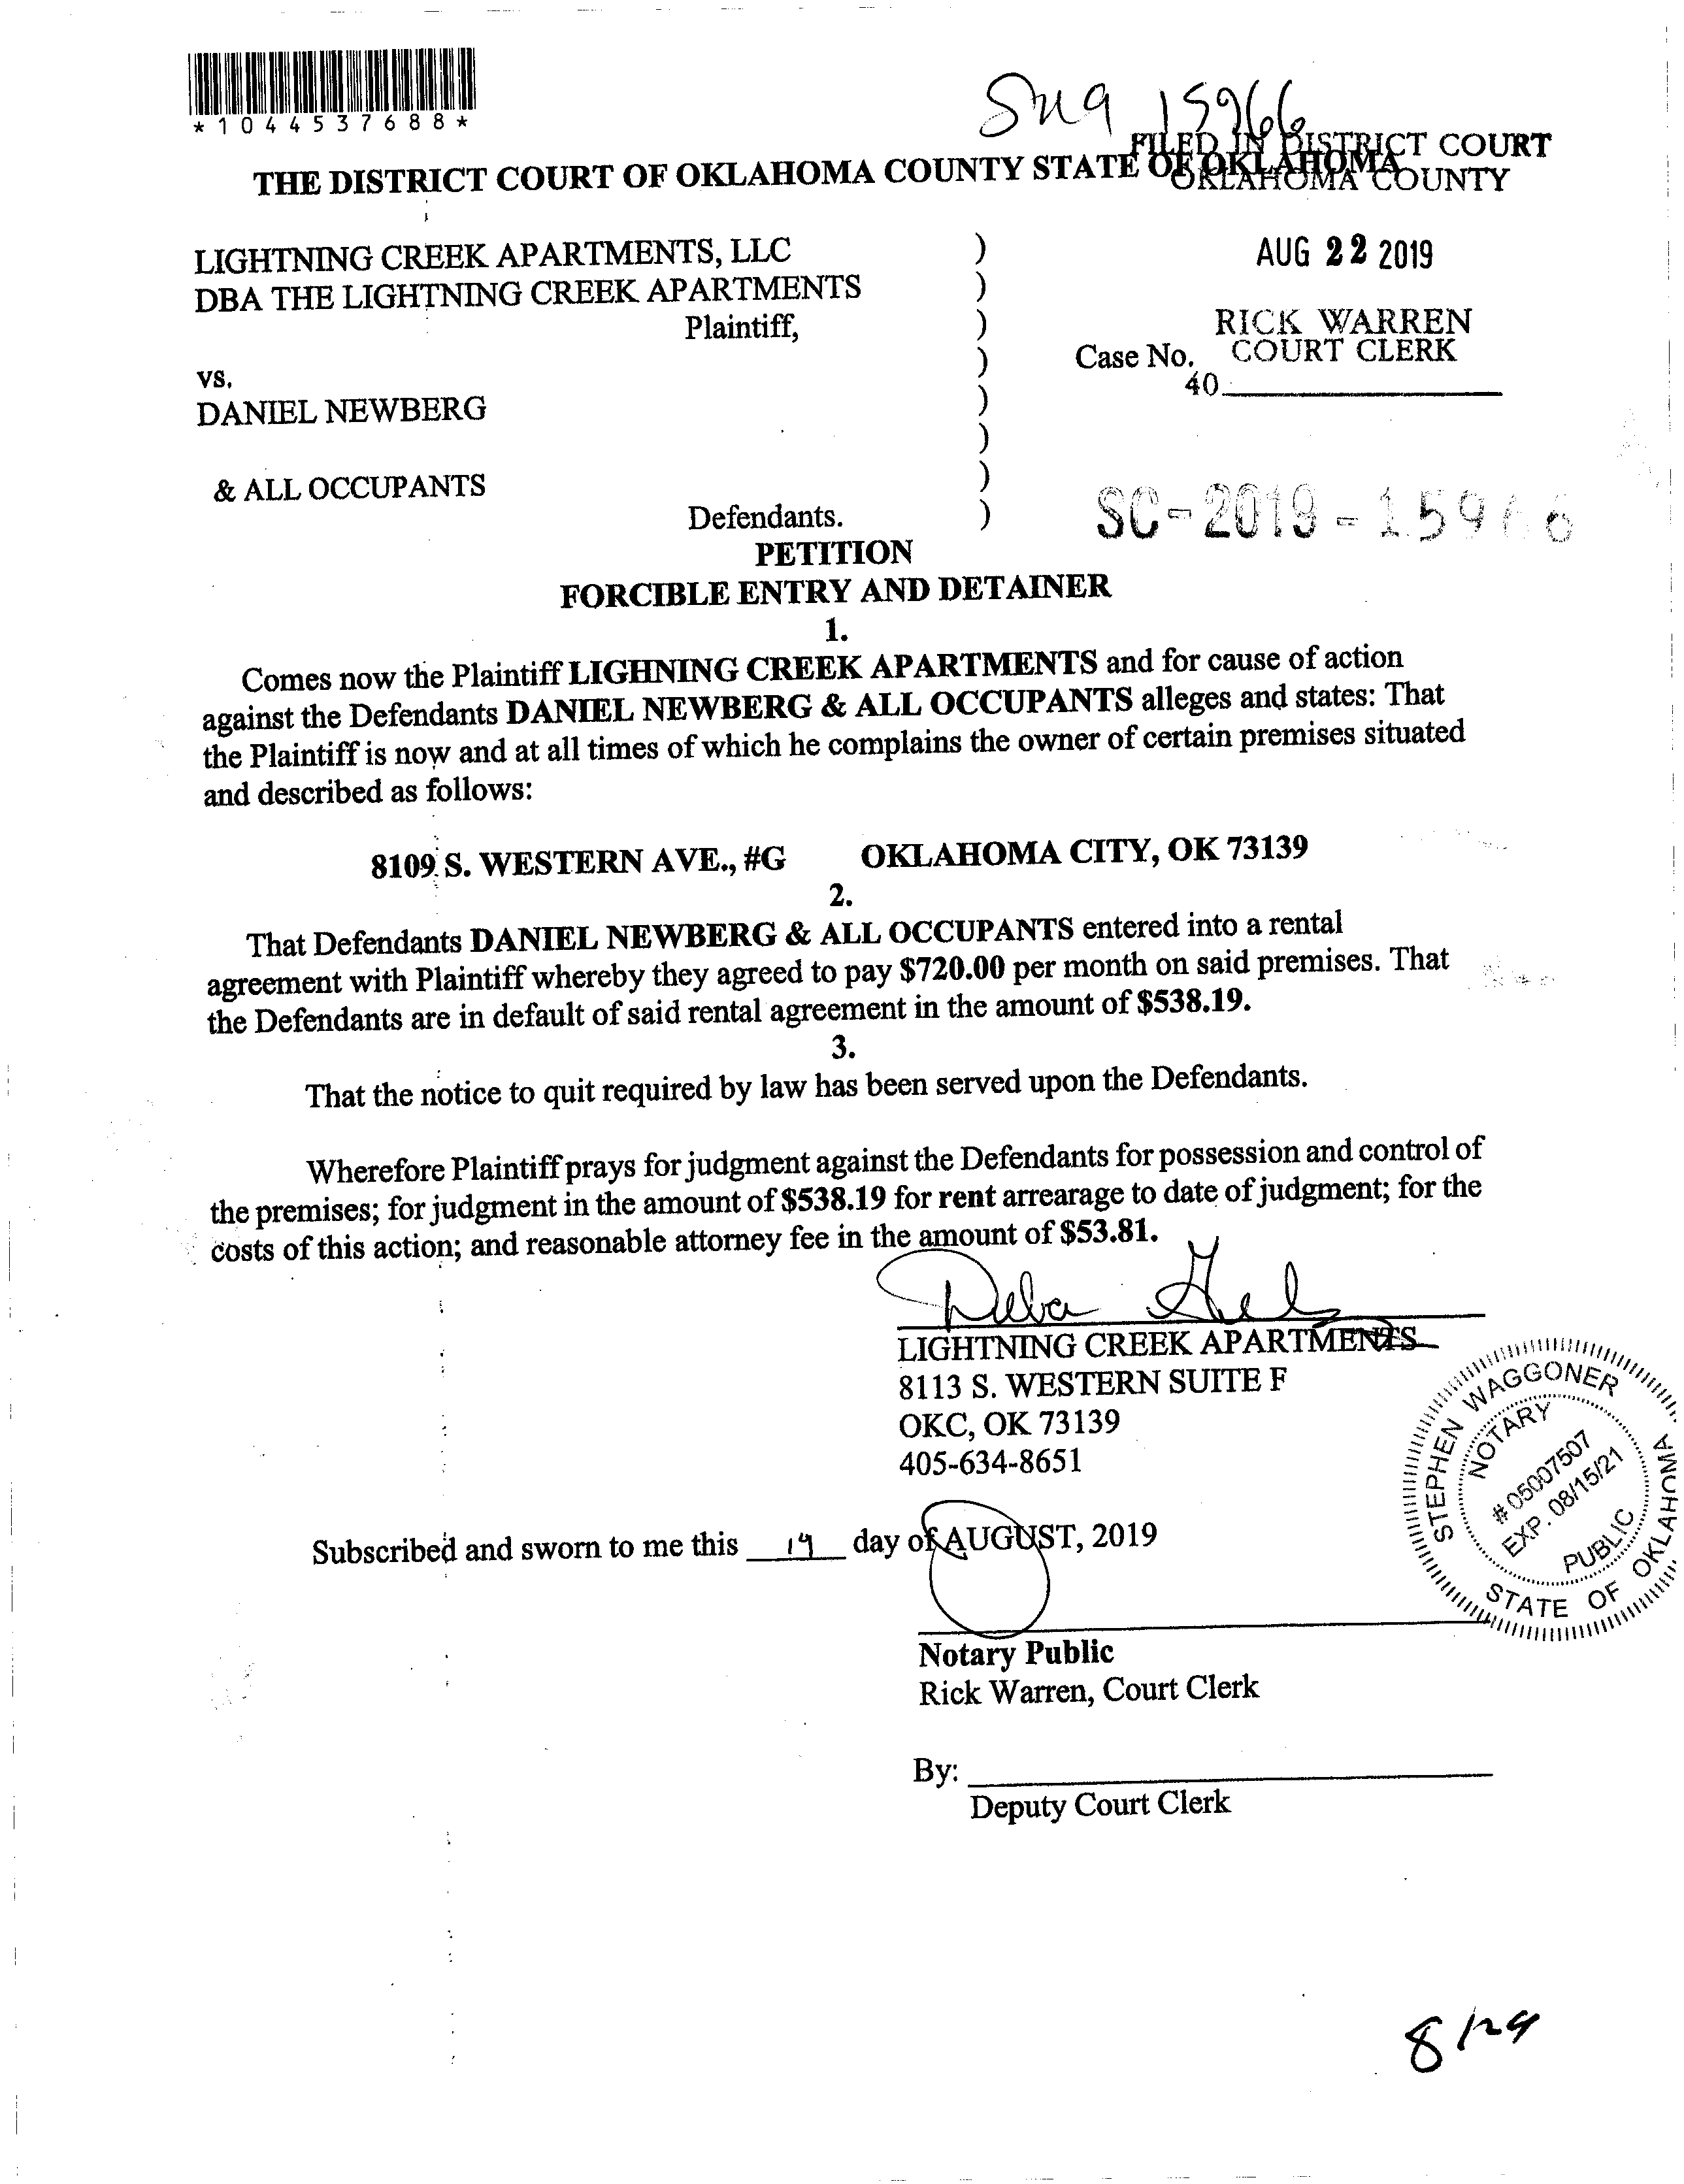 *1044537688*
15966
FILED IN DISTRICT COURT
OKLAHOMA COUNTY
THE DISTRICT COURT OF OKLAHOMA COUNTY STATE OF OKLAHOMA
LIGHTNING CREEK APARTMENTS, LLC )
AUG 22 2019
DBA THE LIGHTNING CREEK APARTMENTS )
Plaintiff, )
RICK WARREN
COURT CLERK
) Case No.
vs.
40
DANIEL NEWBERG )
)
& ALL OCCUPANTS )
Defendants. )
SC-2019-15966
PETITION
FORCIBLE ENTRY AND DETAINER
1.
Comes now the Plaintiff LIGHNING CREEK APARTMENTS and for cause of action
against the Defendants DANIEL NEWBERG & ALL OCCUPANTS alleges and states: That
the Plaintiff is now and at all times of which he complains the owner of certain premises situated
and described as follows:
8109 S. WESTERN AVE., #G OKLAHOMA CITY, OK 73139
2.
That Defendants DANIEL NEWBERG & ALL OCCUPANTS entered into a rental
agreement with Plaintiff whereby they agreed to pay $720.00 per month on said premises. That
the Defendants are in default of said rental agreement in the amount of $538.19.
3.
That the notice to quit required by law has been served upon the Defendants.
Wherefore Plaintiff prays for judgment against the Defendants for possession and control of
the premises; for judgment in the amount of $538.19 for rent arrearage to date of judgment; for the
costs of this action; and reasonable attorney fee in the amount of $53.81.
LIGHTNING CREEK APARTMENTS
8113 S. WESTERN SUITE F
OKC, OK 73139
405-634-8651
STEPHEN WAGGONER
NOTARY
# 05007507
EXP. 08/15/21
PUBLIC
STATE OF OKLAHOMA
Subscribed and sworn to me this 19 day of AUGUST, 2019
Notary Public
Rick Warren, Court Clerk
By:
Deputy Court Clerk
8/29